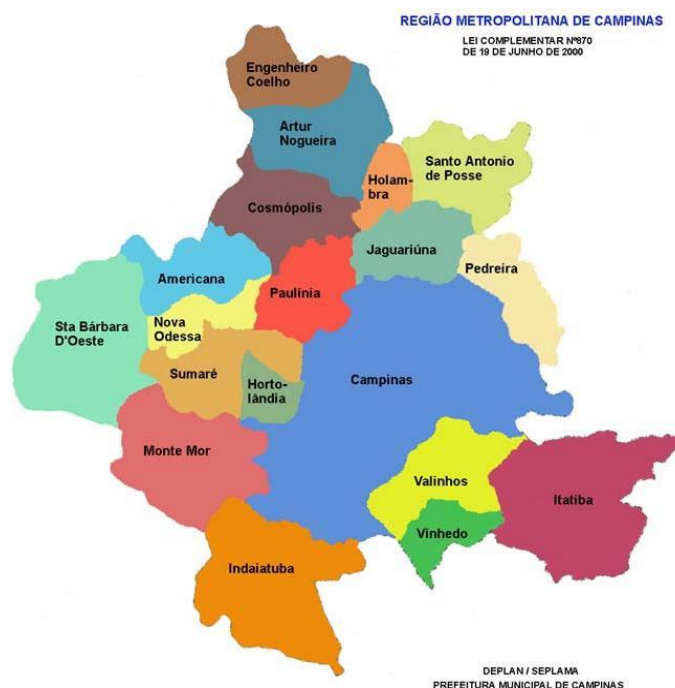 REGIÃO METROPOLITANA DE CAMPINAS
LEI COMPLEMENTAR Nº870
DE 19 DE JUNHO DE 2000
Engenheiro
Coelho
Artur
Nogueira
Santo Antonio
de Posse
Holam-
bra
Cosmópolis
Jaguariúna
Pedreira
Americana
Paulínia
Sta Bárbara
D'Oeste
Nova
Odessa
Sumaré
Horto-
lândia
Campinas
Monte Mor
Valinhos
Itatiba
Vinhedo
Indaiatuba
DEPLAN / SEPLAMA
PREFEITURA MUNICIPAL DE CAMPINAS